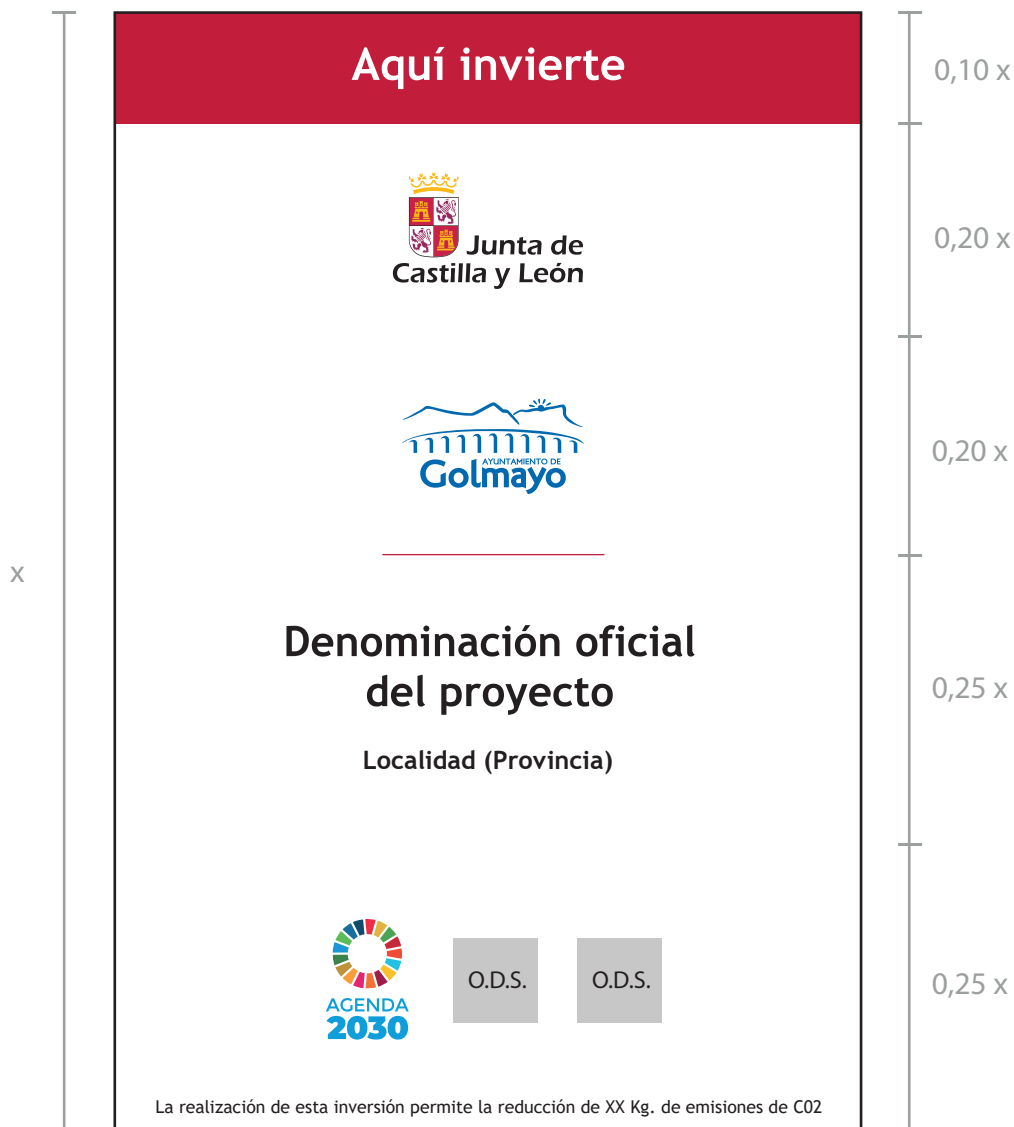 Aquí invierte
0,10 x
Junta de
Castilla y León
0,20 x
AYUNTAMIENTO DE
Golmayo
0,20 x
x
Denominación oficial
del proyecto
0,25 x
Localidad (Provincia)
AGENDA
2030
O.D.S.
O.D.S.
0,25 x
La realización de esta inversión permite la reducción de XX Kg. de emisiones de C02